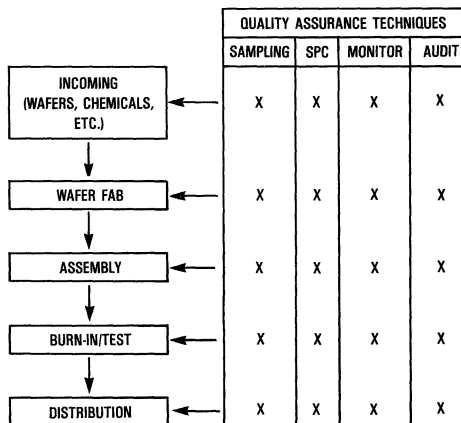 QUALITY ASSURANCE TECHNIQUES
SAMPLING SPC MONITOR AUDIT
INCOMING
(WAFERS, CHEMICALS,
ETC.)
X X X X
WAFER FAB X X X X
ASSEMBLY X X X X
BURN-IN/TEST X X X X
DISTRIBUTION X X X X